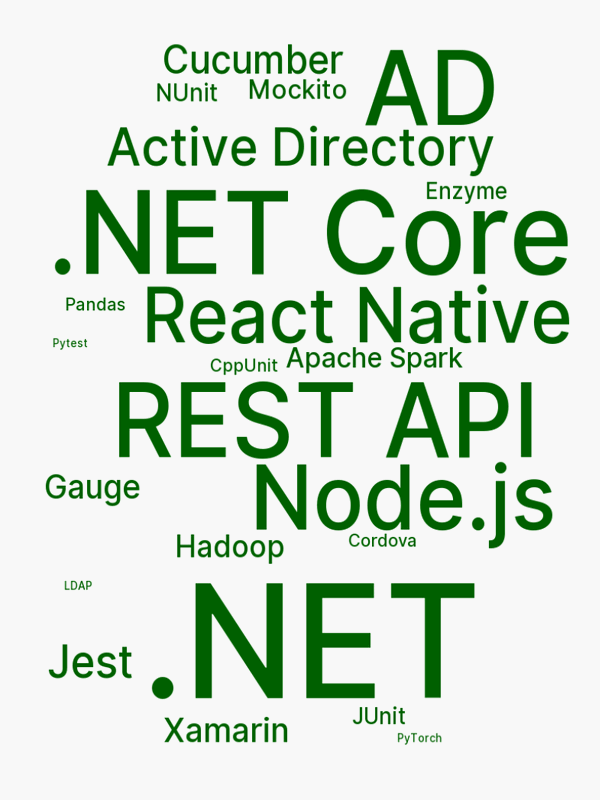 Cucumber
AD
NUnit
Mockito
Active Directory
Enzyme
.NET Core
Pandas
React Native
Pytest
CppUnit
Apache Spark
REST API
Gauge
Node.js
Cordova
Hadoop
LDAP
.NET
Jest
Xamarin
JUnit
PyTorch